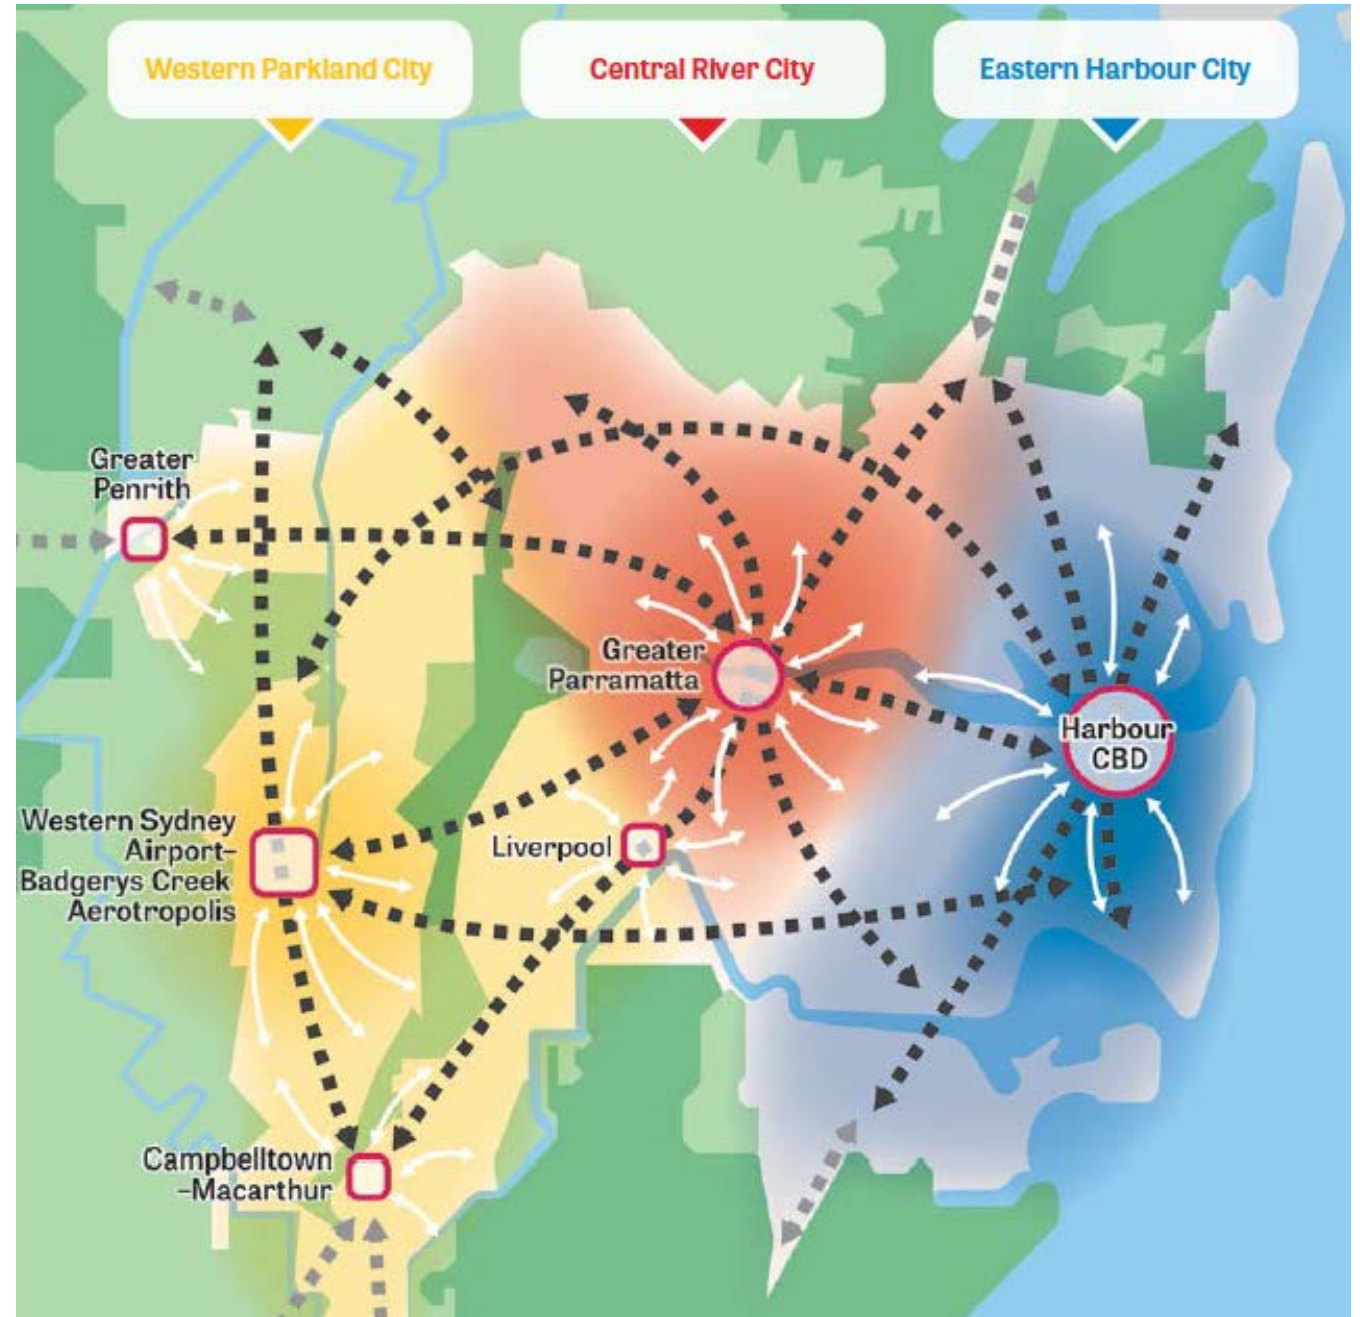 Western Parkland City
Central River City
Eastern Harbour City
Greater
Penrith
Greater
Parramatta
Harbour
CBD
Western Sydney
Airport–
Badgerys Creek
Aerotropolis
Liverpool
Campbelltown
–Macarthur